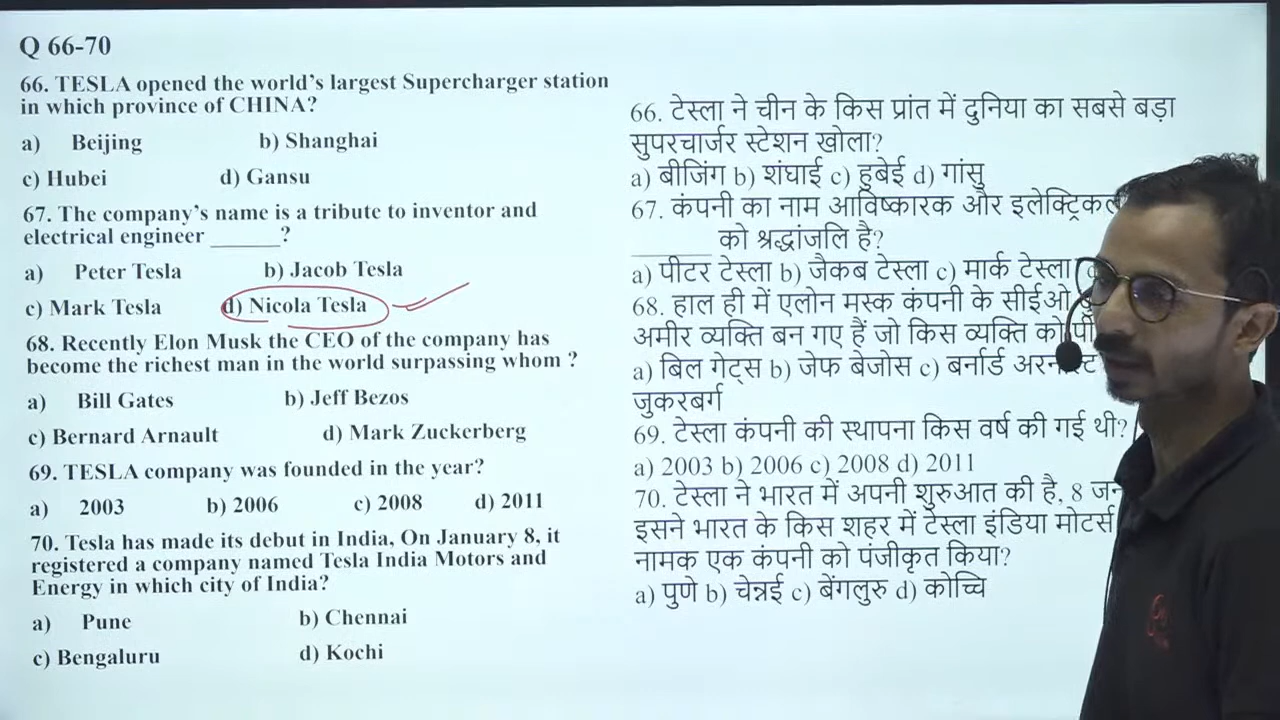 Q 66-70
66. TESLA opened the world's largest Supercharger station
in which province of CHINA?
a) Beijing b) Shanghai
c) Hubei d) Gansu
67. The company's name is a tribute to inventor and
electrical engineer ______?
a) Peter Tesla b) Jacob Tesla
c) Mark Tesla d) Nicola Tesla
68. Recently Elon Musk the CEO of the company has
become the richest man in the world surpassing whom ?
a) Bill Gates b) Jeff Bezos
c) Bernard Arnault d) Mark Zuckerberg
69. TESLA company was founded in the year?
a) 2003 b) 2006 c) 2008 d) 2011
70. Tesla has made its debut in India, On January 8, it
registered a company named Tesla India Motors and
Energy in which city of India?
a) Pune b) Chennai
c) Bengaluru d) Kochi
66. टेस्ला ने चीन के किस प्रांत में दुनिया का सबसे बड़ा
सुपरचार्जर स्टेशन खोला?
a) बीजिंग b) शंघाई c) हुबेई d) गांसु
67. कंपनी का नाम आविष्कारक और इलेक्ट्रिकल
______ को श्रद्धांजलि है?
a) पीटर टेस्ला b) जैकब टेस्ला c) मार्क टेस्ला
68. हाल ही में एलोन मस्क कंपनी के सीईओ
अमीर व्यक्ति बन गए हैं जो किस व्यक्ति को
a) बिल गेट्स b) जेफ बेजोस c) बर्नार्ड
जुकरबर्ग
69. टेस्ला कंपनी की स्थापना किस वर्ष की गई थी?
a) 2003 b) 2006 c) 2008 d) 2011
70. टेस्ला ने भारत में अपनी शुरुआत की है, 8
इसने भारत के किस शहर में टेस्ला इंडिया मोटर्स
नामक एक कंपनी को पंजीकृत किया?
a) पुणे b) चेन्नई c) बेंगलुरु d) कोच्चि